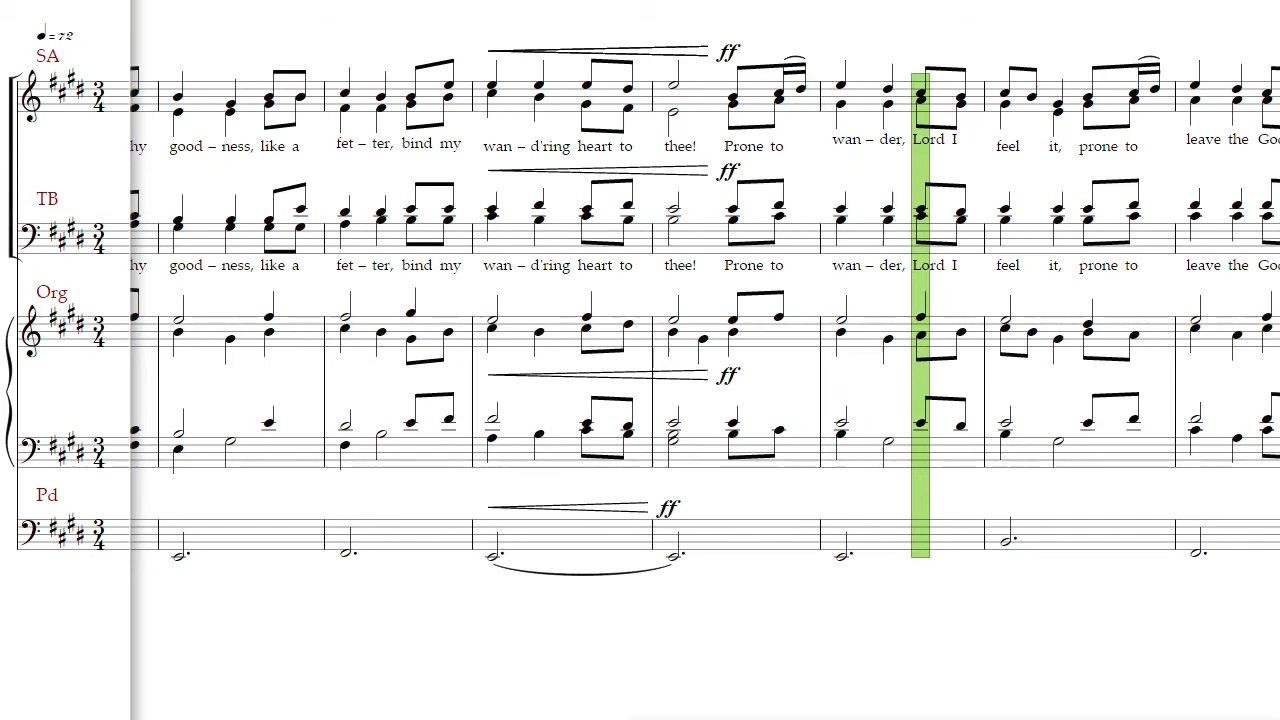 ♩=72
SA
ff
hy good – ness, like a fet – ter, bind my wan – d'ring heart to thee! Prone to wan – der, Lord I feel it, prone to leave the Go
TB
ff
hy good – ness, like a fet – ter, bind my wan – d'ring heart to thee! Prone to wan – der, Lord I feel it, prone to leave the Go
Org
ff
Pd
ff